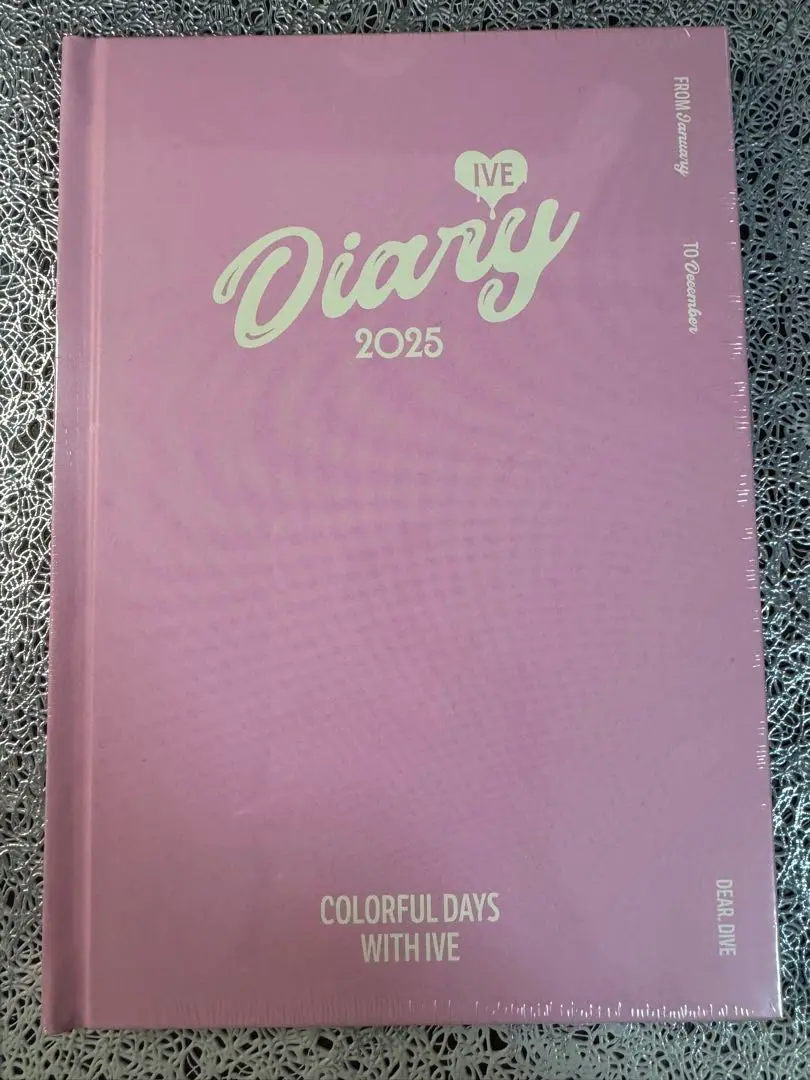 IVE
Diary
2025
FROM January
TO December
COLORFUL DAYS
WITH IVE
DEAR. DIVE